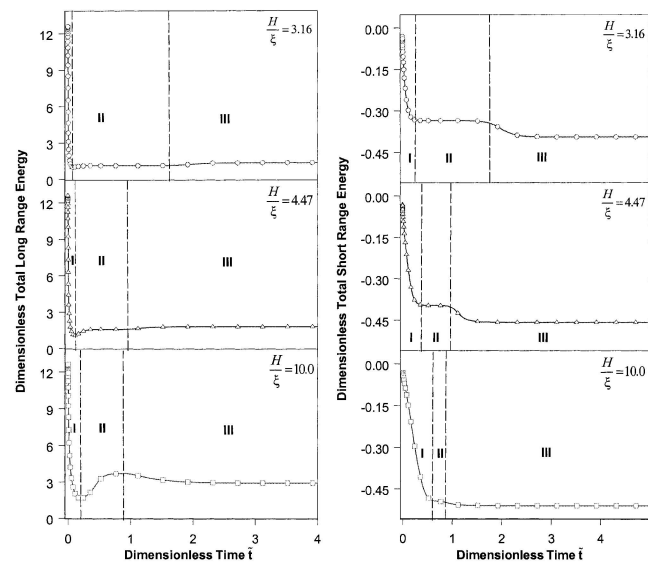 Dimensionless Total Long Range Energy
12
9
6
3
0
H/ξ = 3.16
II
III
12
9
6
3
0
H/ξ = 4.47
I
II
III
12
9
6
3
0
H/ξ = 10.0
I
II
III
0 1 2 3 4
Dimensionless Time t̃
Dimensionless Total Short Range Energy
0.00
-0.15
-0.30
-0.45
H/ξ = 3.16
I
II
III
0.00
-0.15
-0.30
-0.45
H/ξ = 4.47
I
II
III
0.00
-0.15
-0.30
-0.45
H/ξ = 10.0
I
II
III
0 1 2 3 4
Dimensionless Time t̃